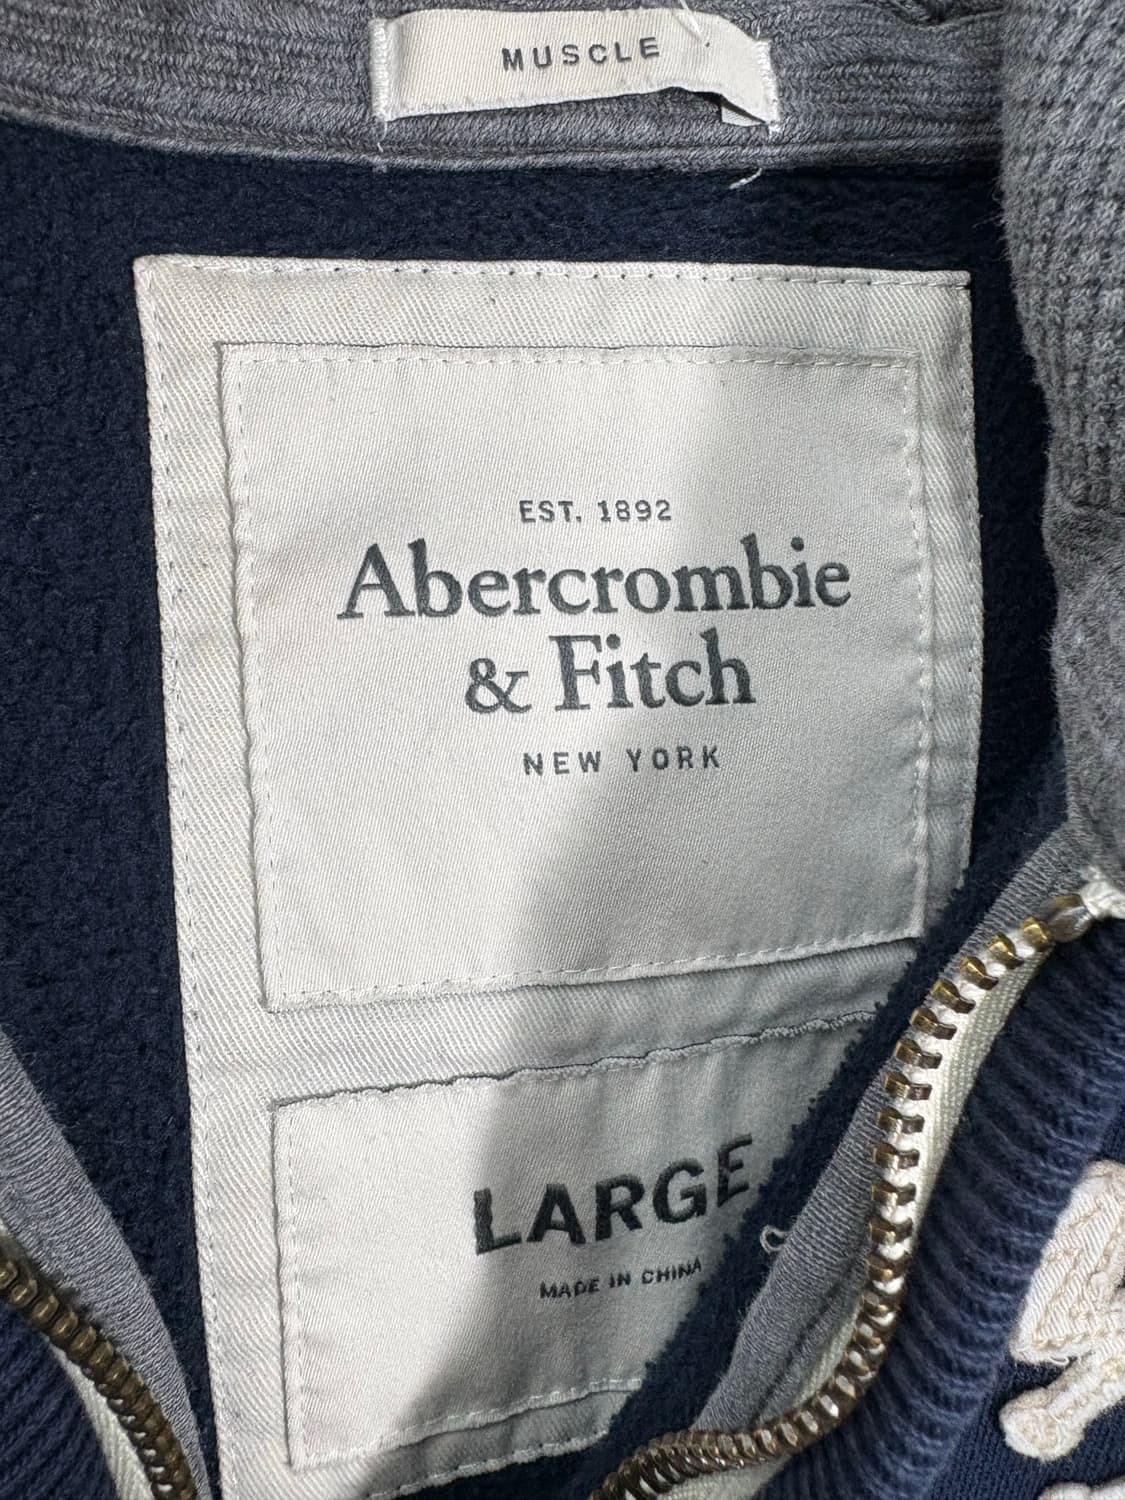 MUSCLE
EST. 1892
Abercrombie
& Fitch
NEW YORK
LARGE
MADE IN CHINA